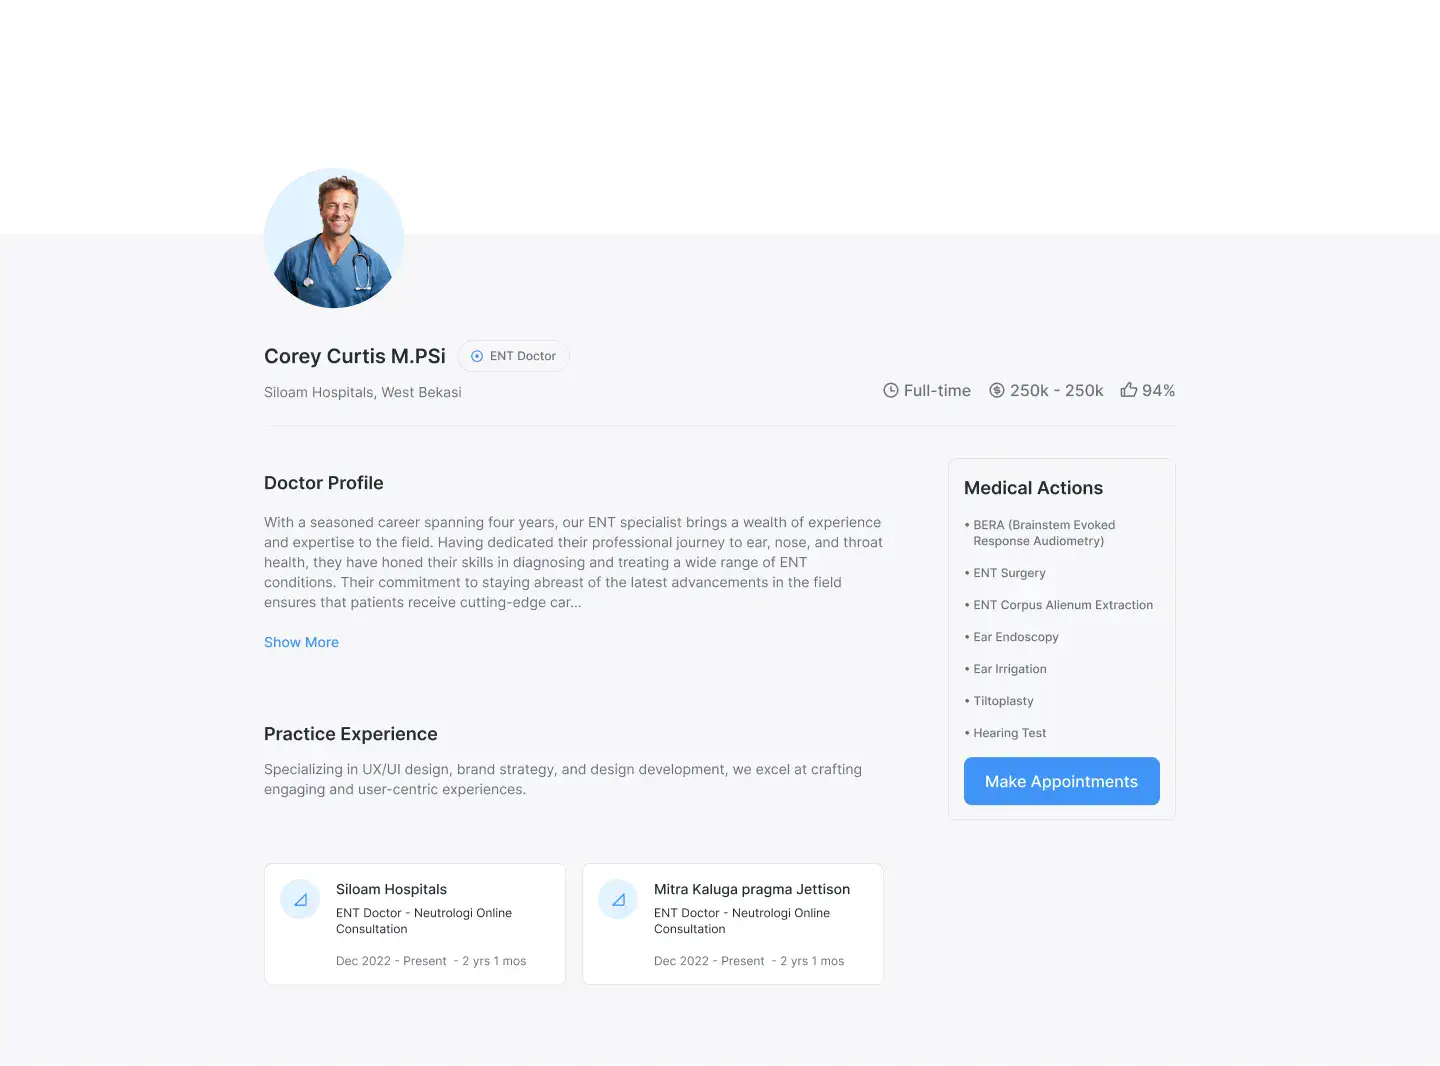 Corey Curtis M.PSi
ENT Doctor
Siloam Hospitals, West Bekasi
Full-time
250k - 250k
94%
Doctor Profile
With a seasoned career spanning four years, our ENT specialist brings a wealth of experience
and expertise to the field. Having dedicated their professional journey to ear, nose, and throat
health, they have honed their skills in diagnosing and treating a wide range of ENT
conditions. Their commitment to staying abreast of the latest advancements in the field
ensures that patients receive cutting-edge car...
Show More
Practice Experience
Specializing in UX/UI design, brand strategy, and design development, we excel at crafting
engaging and user-centric experiences.
Siloam Hospitals
ENT Doctor - Neutrologi Online
Consultation
Dec 2022 - Present - 2 yrs 1 mos
Mitra Kaluga pragma Jettison
ENT Doctor - Neutrologi Online
Consultation
Dec 2022 - Present - 2 yrs 1 mos
Medical Actions
• BERA (Brainstem Evoked
Response Audiometry)
• ENT Surgery
• ENT Corpus Alienum Extraction
• Ear Endoscopy
• Ear Irrigation
• Tiltoplasty
• Hearing Test
Make Appointments